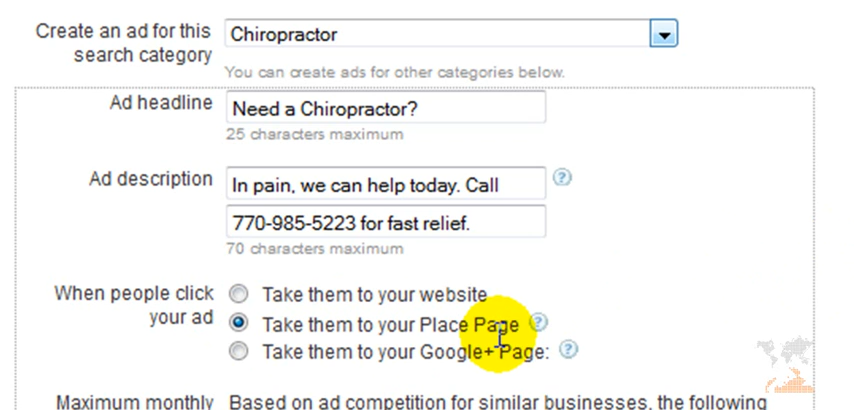 Create an ad for this
search category
Chiropractor
You can create ads for other categories below.
Ad headline
Need a Chiropractor?
25 characters maximum
Ad description
In pain, we can help today. Call
770-985-5223 for fast relief.
70 characters maximum
When people click
your ad
Take them to your website
Take them to your Place Page
Take them to your Google+ Page:
Maximum monthly
Based on ad competition for similar businesses, the following